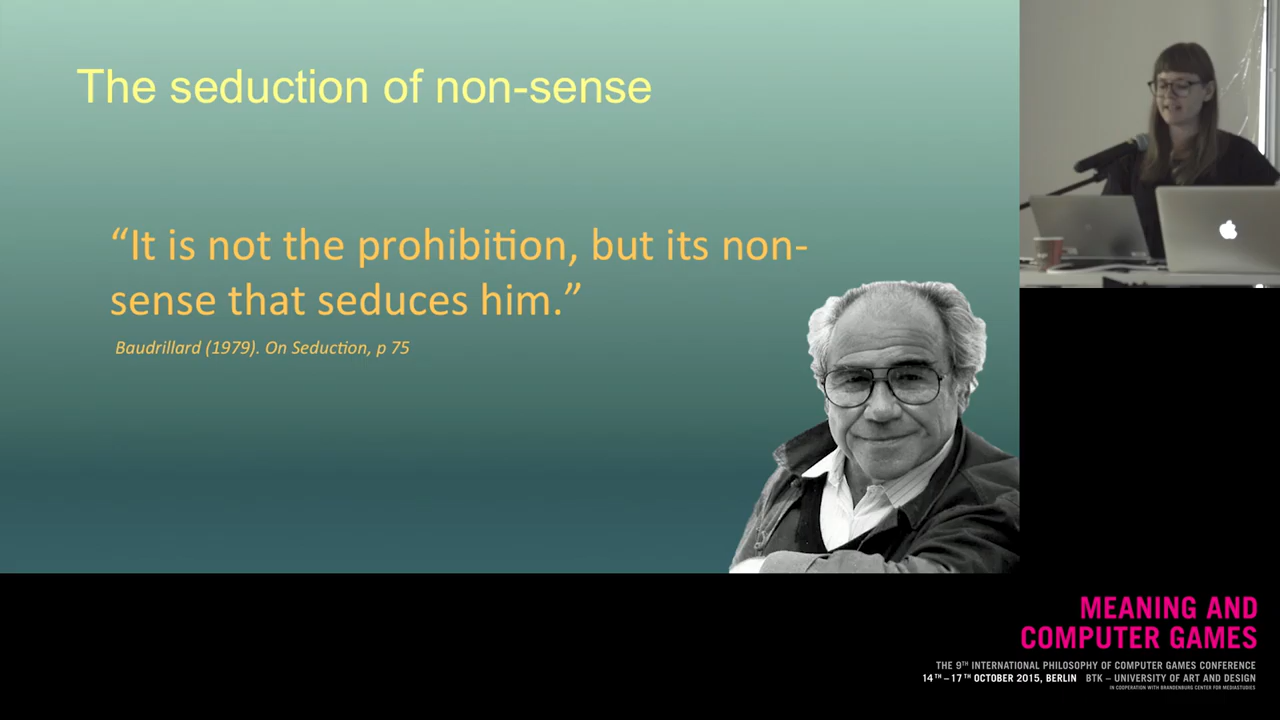 The seduction of non-sense
“It is not the prohibition, but its non-
sense that seduces him.”
Baudrillard (1979). On Seduction, p 75
MEANING AND
COMPUTER GAMES
THE 9TH INTERNATIONAL PHILOSOPHY OF COMPUTER GAMES CONFERENCE
14TH – 17TH OCTOBER 2015, BERLIN BTK – UNIVERSITY OF ART AND DESIGN
IN COOPERATION WITH BRANDENBURG CENTER FOR MEDIASTUDIES